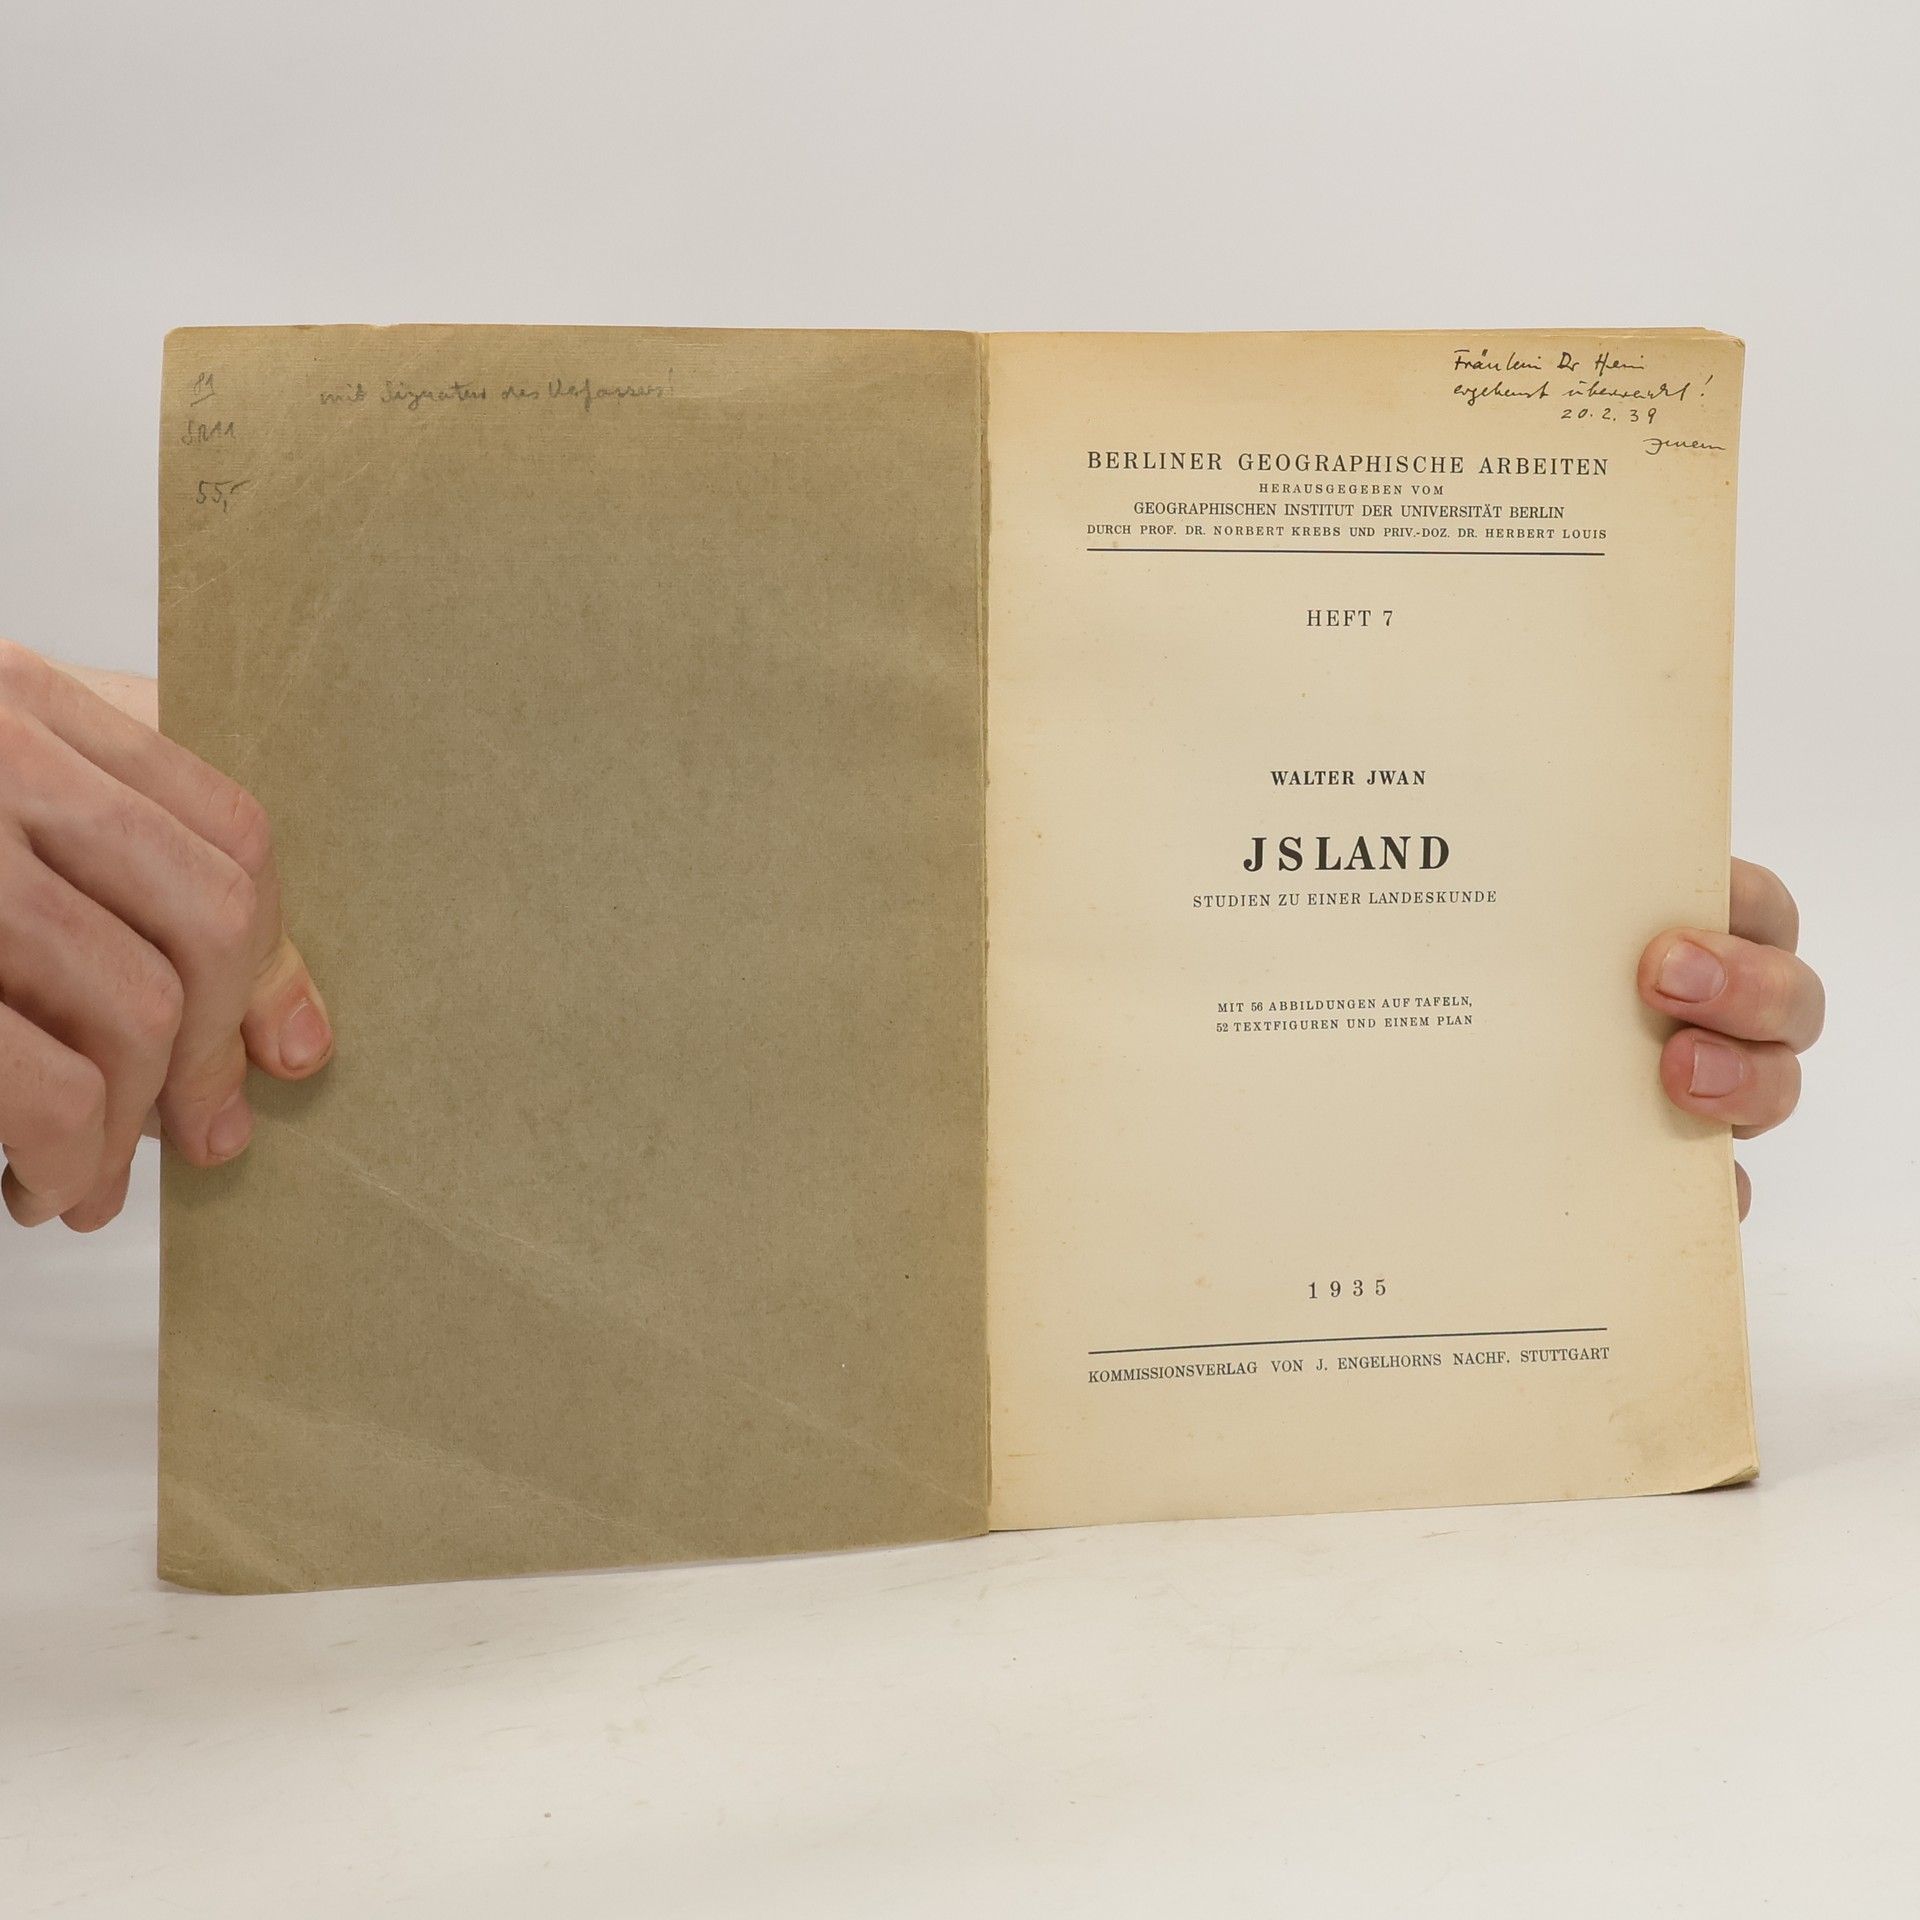 81
mit Signatur des Verfassers!
55,-
Fräulein Dr Hein
ergebenst überreicht!
20.2.39
BERLINER GEOGRAPHISCHE ARBEITEN
HERAUSGEGEBEN VOM
GEOGRAPHISCHEN INSTITUT DER UNIVERSITÄT BERLIN
DURCH PROF. DR. NORBERT KREBS UND PRIV.-DOZ. DR. HERBERT LOUIS
HEFT 7
WALTER JWAN
JSLAND
STUDIEN ZU EINER LANDESKUNDE
MIT 56 ABBILDUNGEN AUF TAFELN,
52 TEXTFIGUREN UND EINEM PLAN
1935
KOMMISSIONSVERLAG VON J. ENGELHORNS NACHF. STUTTGART